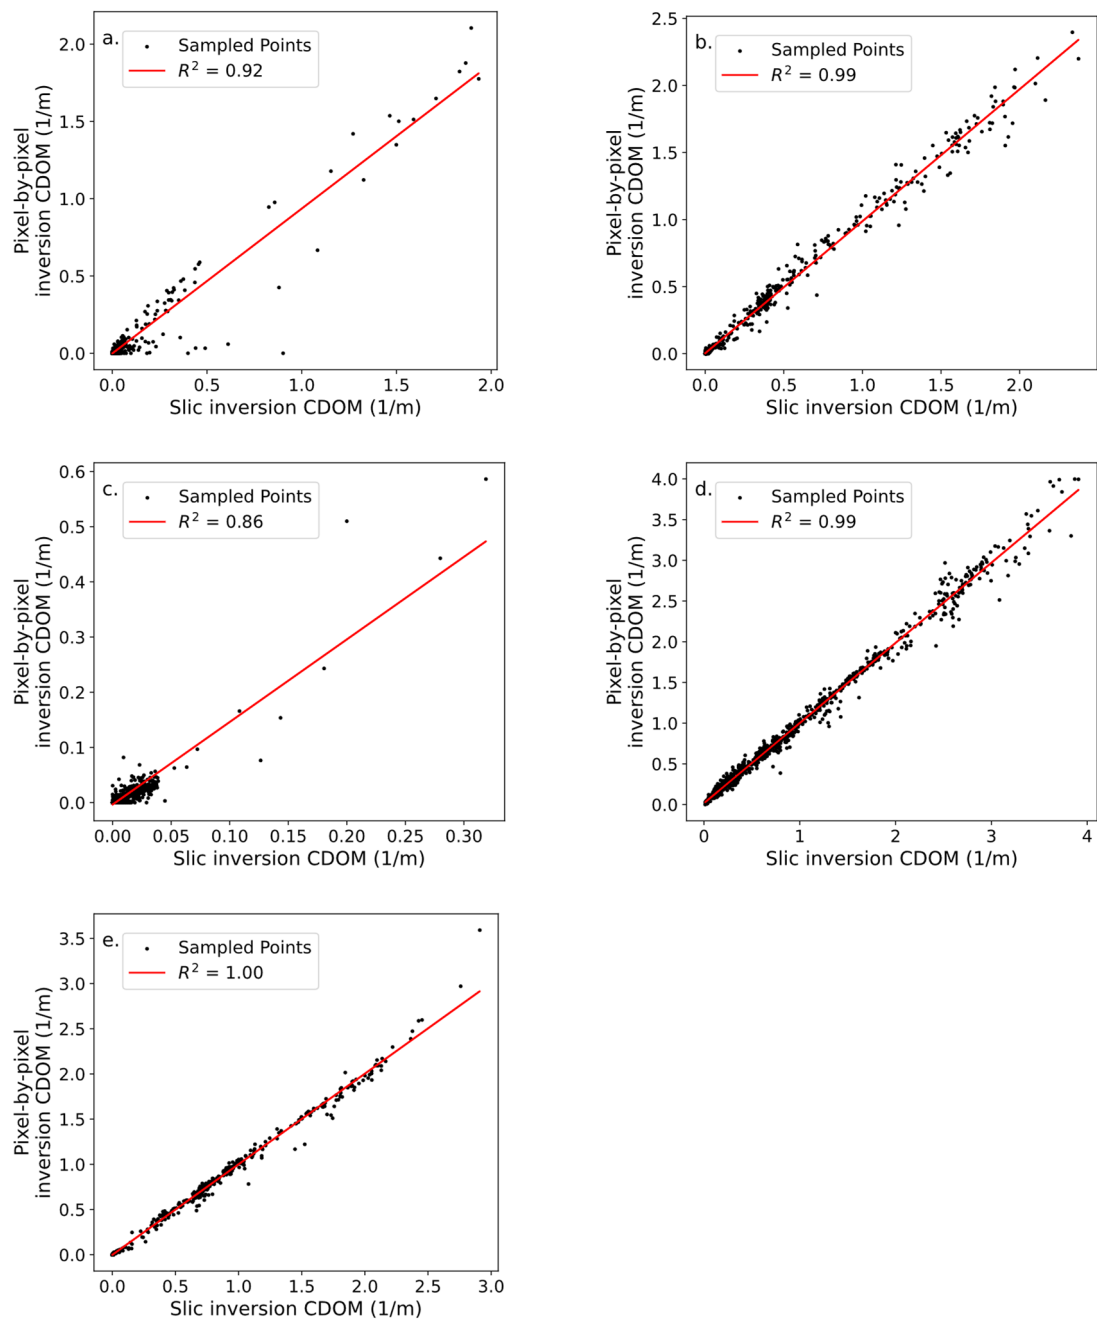 a.
Sampled Points
R² = 0.92
2.0
1.5
1.0
0.5
0.0
Pixel-by-pixel
inversion CDOM (1/m)
0.0 0.5 1.0 1.5 2.0
Slic inversion CDOM (1/m)
b.
Sampled Points
R² = 0.99
2.5
2.0
1.5
1.0
0.5
0.0
Pixel-by-pixel
inversion CDOM (1/m)
0.0 0.5 1.0 1.5 2.0
Slic inversion CDOM (1/m)
c.
Sampled Points
R² = 0.86
0.6
0.5
0.4
0.3
0.2
0.1
0.0
Pixel-by-pixel
inversion CDOM (1/m)
0.00 0.05 0.10 0.15 0.20 0.25 0.30
Slic inversion CDOM (1/m)
d.
Sampled Points
R² = 0.99
4.0
3.5
3.0
2.5
2.0
1.5
1.0
0.5
0.0
Pixel-by-pixel
inversion CDOM (1/m)
0 1 2 3 4
Slic inversion CDOM (1/m)
e.
Sampled Points
R² = 1.00
3.5
3.0
2.5
2.0
1.5
1.0
0.5
0.0
Pixel-by-pixel
inversion CDOM (1/m)
0.0 0.5 1.0 1.5 2.0 2.5 3.0
Slic inversion CDOM (1/m)